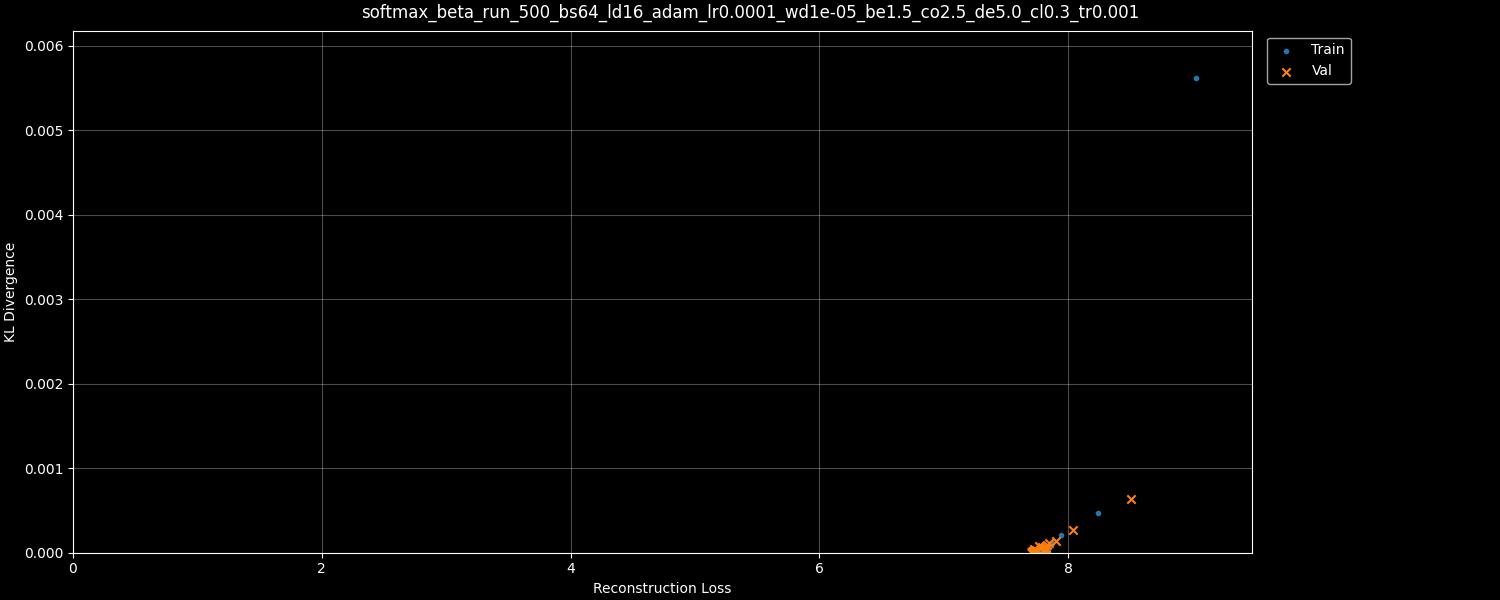 softmax_beta_run_500_bs64_ld16_adam_lr0.0001_wd1e-05_be1.5_co2.5_de5.0_cl0.3_tr0.001
Train
Val
0.006
0.005
0.004
0.003
0.002
0.001
0.000
KL Divergence
0
2
4
6
8
Reconstruction Loss